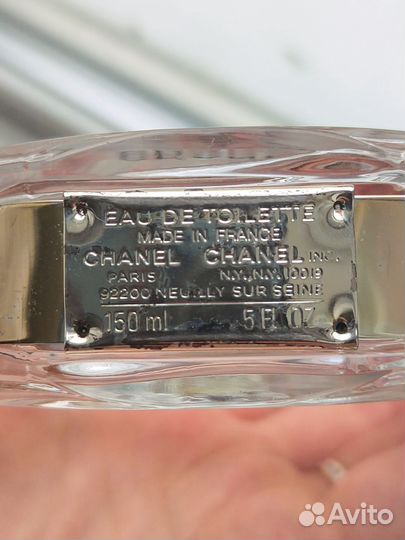 EAU DE TOILETTE
MADE IN FRANCE
CHANEL CHANEL INC.
PARIS N.Y., N.Y. 10019
92200 NEUILLY SUR SEINE
150 ml 5 Fl OZ
Avito